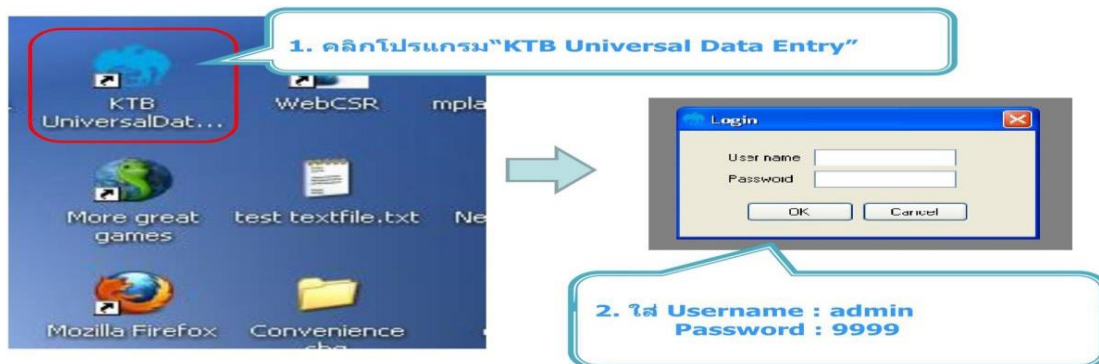 1. คลิกโปรแกรม“KTB Universal Data Entry”
KTB
UniversalDat...
WebCSR
mpla
More great
games
test textfile.txt
Ne
Mozilla Firefox
Convenience
Login
User name
Password
OK
Cancel
2. ใส่ Username : admin
Password : 9999